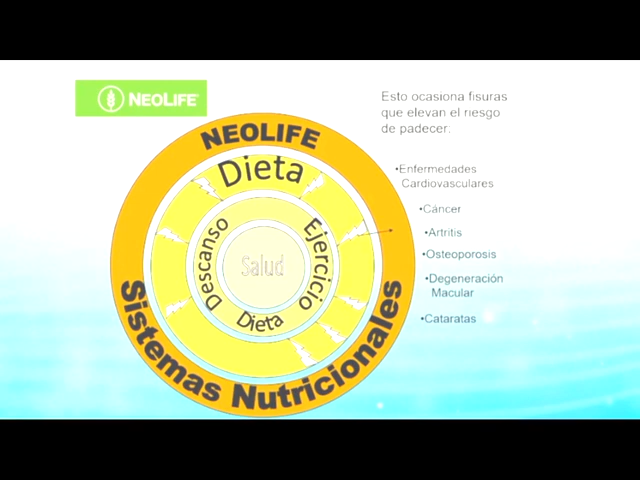 NEOLIFE
Esto ocasiona fisuras
que elevan el riesgo
de padecer:
•Enfermedades
Cardiovasculares
•Cáncer
•Artritis
•Osteoporosis
•Degeneración
Macular
•Cataratas
NEOLIFE
Dieta
Descanso
Ejercicio
Salud
Dieta
Sistemas Nutricionales